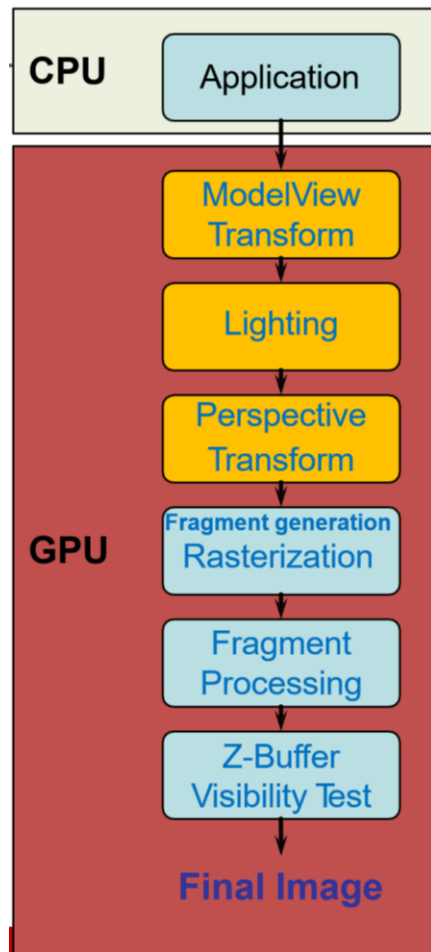 CPU
Application
ModelView
Transform
Lighting
Perspective
Transform
Fragment generation
GPU
Rasterization
Fragment
Processing
Z-Buffer
Visibility Test
Final Image